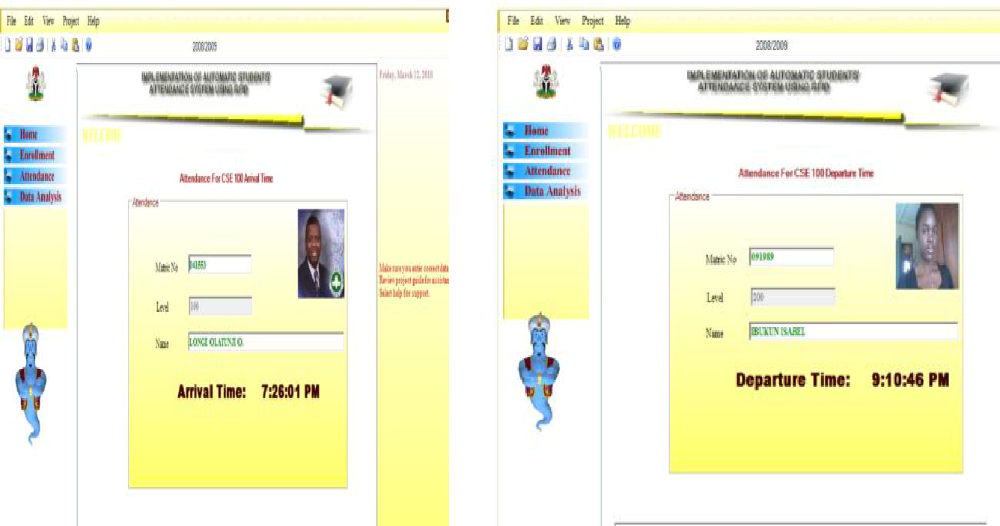 File Edit View Project Help
2008/2009
IMPLEMENTATION OF AUTOMATIC STUDENTS'
ATTENDANCE SYSTEM USING RFID
Friday, March 12, 2010
Home
Enrollment
Attendance
Data Analysis
WELCOME
Attendance For CSE 100 Arrival Time
Attendance
Matric No 041653
Level 100
Name LONGE OLATUNJI O.
Arrival Time: 7:26:01 PM
Make sure you enter correct data
Review project guide for
Select help for support
File Edit View Project Help
2008/2009
IMPLEMENTATION OF AUTOMATIC STUDENTS'
ATTENDANCE SYSTEM USING RFID
Home
Enrollment
Attendance
Data Analysis
WELCOME
Attendance For CSE 100 Departure Time
Attendance
Matric No 091989
Level 200
Name IBUKUN ISABEL
Departure Time: 9:10:46 PM